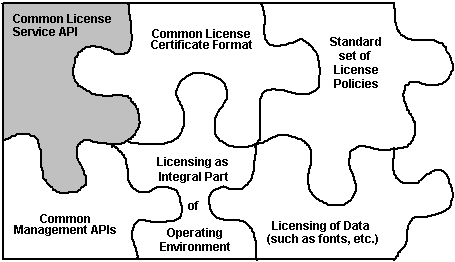 Common License
Service API
Common License
Certificate Format
Standard
set of
License
Policies
Common
Management APIs
Licensing as
Integral Part
of
Operating
Environment
Licensing of Data
(such as fonts, etc.)